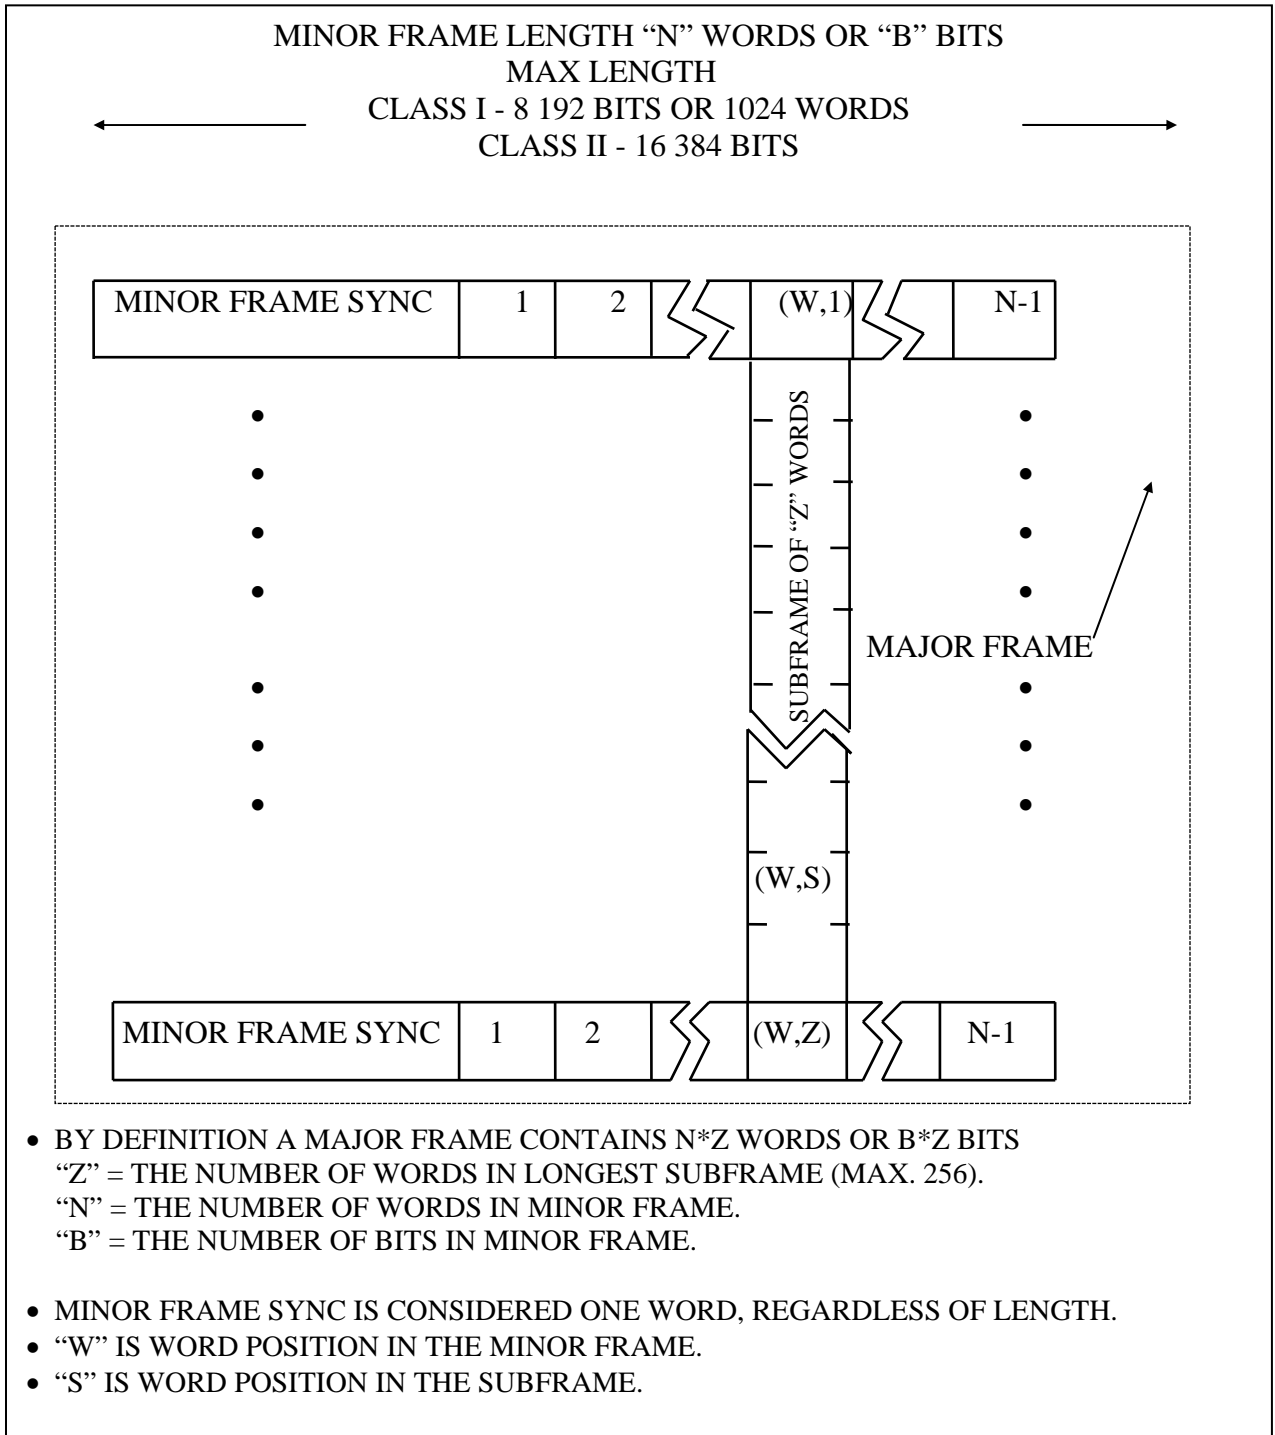 MINOR FRAME LENGTH “N” WORDS OR “B” BITS
MAX LENGTH
CLASS I - 8 192 BITS OR 1024 WORDS
CLASS II - 16 384 BITS
MINOR FRAME SYNC 1 2 (W,1) N-1
SUBFRAME OF “Z” WORDS
MAJOR FRAME
(W,S)
MINOR FRAME SYNC 1 2 (W,Z) N-1
• BY DEFINITION A MAJOR FRAME CONTAINS N*Z WORDS OR B*Z BITS
“Z” = THE NUMBER OF WORDS IN LONGEST SUBFRAME (MAX. 256).
“N” = THE NUMBER OF WORDS IN MINOR FRAME.
“B” = THE NUMBER OF BITS IN MINOR FRAME.
• MINOR FRAME SYNC IS CONSIDERED ONE WORD, REGARDLESS OF LENGTH.
• “W” IS WORD POSITION IN THE MINOR FRAME.
• “S” IS WORD POSITION IN THE SUBFRAME.